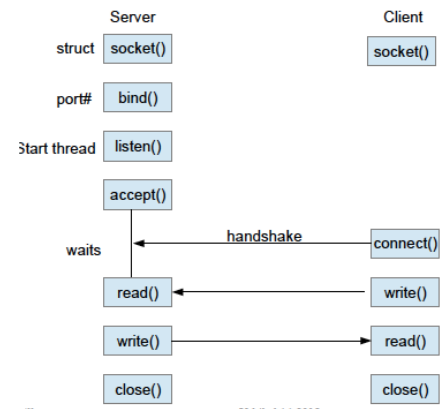 Server Client
struct socket() socket()
port# bind()
Start thread listen()
accept()
handshake
connect()
waits
read() write()
write() read()
close() close()